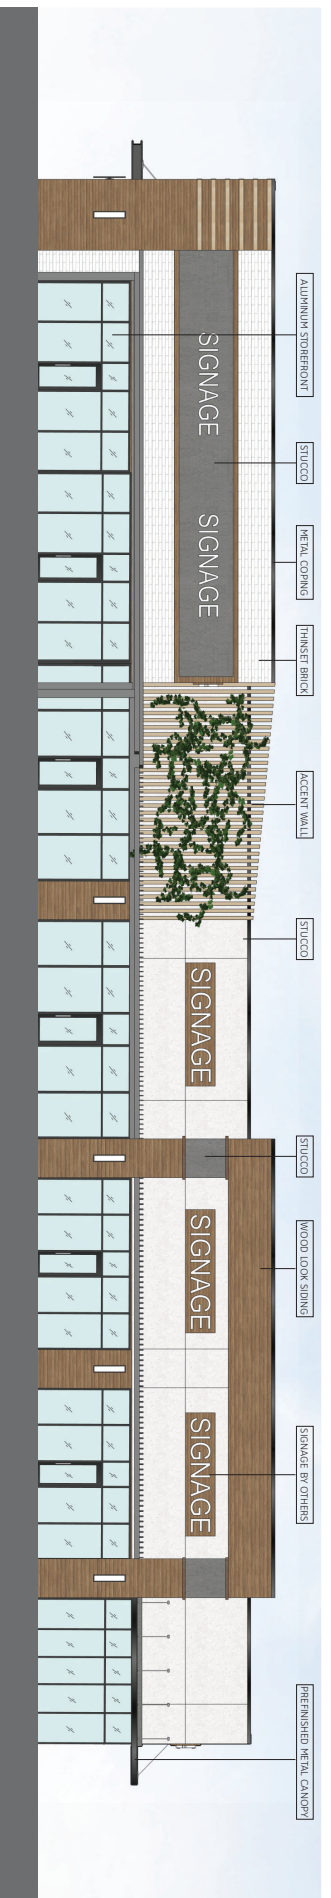 ALUMINUM STOREFRONT
STUCCO
METAL COPING
THINSET BRICK
ACCENT WALL
STUCCO
STUCCO
WOOD LOOK SIDING
SIGNAGE BY OTHERS
PREFINISHED METAL CANOPY
SIGNAGE
SIGNAGE
SIGNAGE
SIGNAGE
SIGNAGE